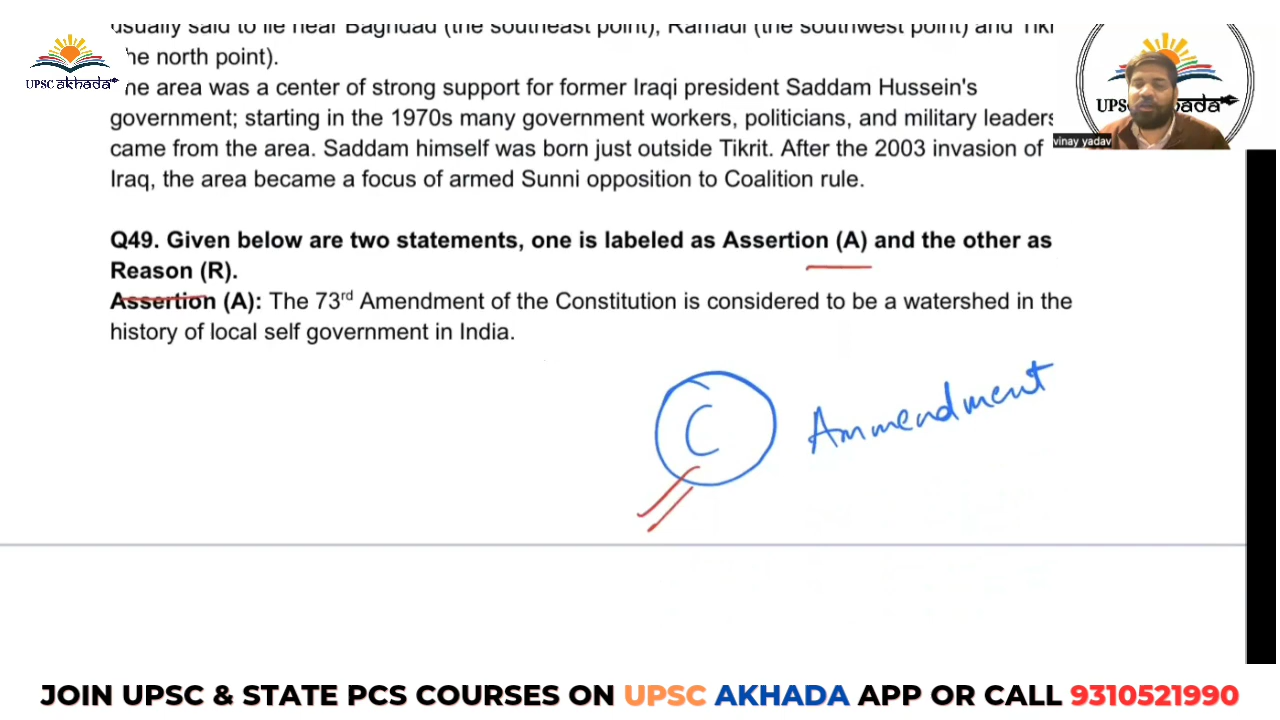 usually said to lie near Baghdad (the southeast point), Ramadi (the southwest point) and Tikr
he north point).
UPSC akhada
he area was a center of strong support for former Iraqi president Saddam Hussein's
government; starting in the 1970s many government workers, politicians, and military leaders
came from the area. Saddam himself was born just outside Tikrit. After the 2003 invasion of
Iraq, the area became a focus of armed Sunni opposition to Coalition rule.
vinay yadav
Q49. Given below are two statements, one is labeled as Assertion (A) and the other as
Reason (R).
Assertion (A): The 73rd Amendment of the Constitution is considered to be a watershed in the
history of local self government in India.
C Ammendment
JOIN UPSC & STATE PCS COURSES ON UPSC AKHADA APP OR CALL 9310521990